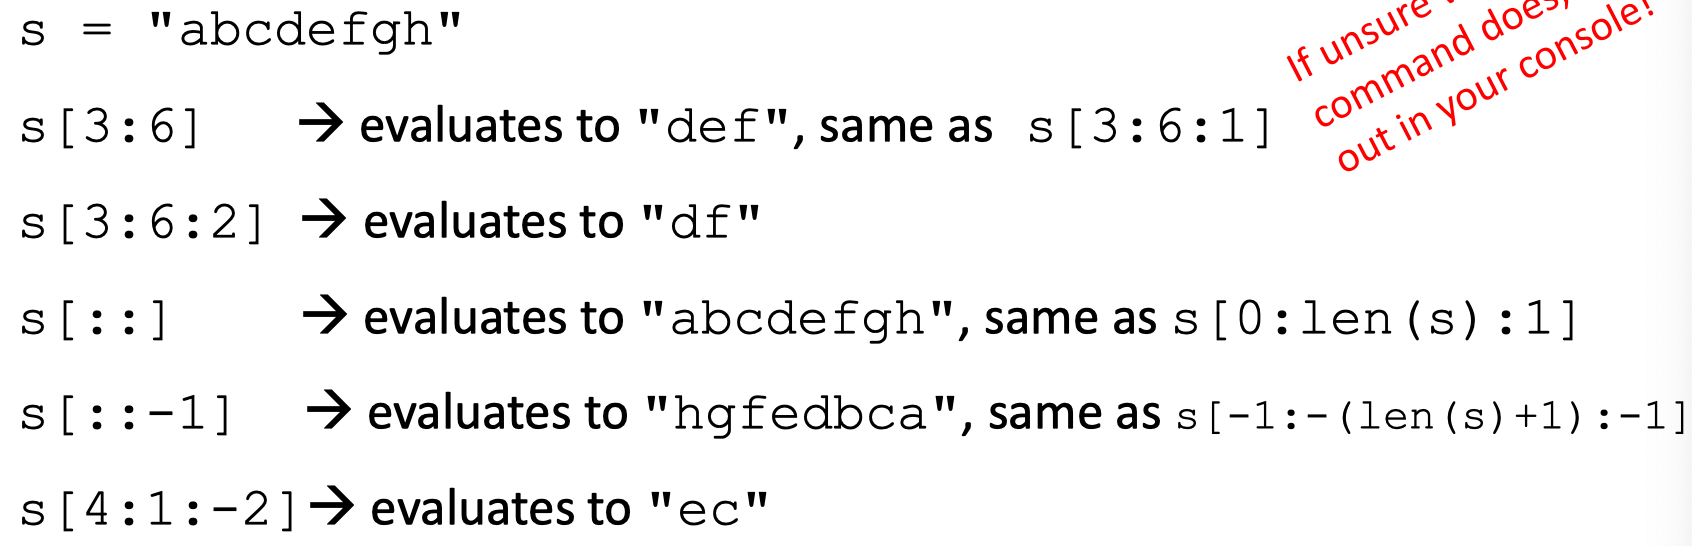 s = "abcdefgh"
If unsure
command does,
out in your console!
s[3:6] → evaluates to "def", same as s[3:6:1]
s[3:6:2] → evaluates to "df"
s[::] → evaluates to "abcdefgh", same as s[0:len(s):1]
s[::-1] → evaluates to "hgfedbca", same as s[-1:-(len(s)+1):-1]
s[4:1:-2] → evaluates to "ec"